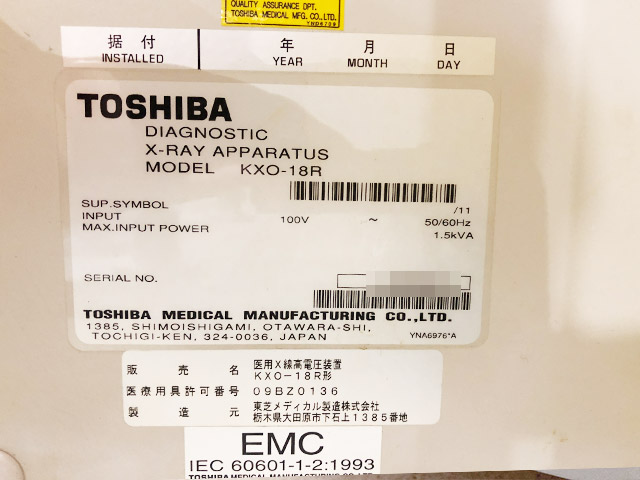 QUALITY ASSURANCE DPT.
TOSHIBA MEDICAL MFG. CO., LTD.
YWD4709
据付 年 月 日
INSTALLED YEAR MONTH DAY
TOSHIBA
DIAGNOSTIC
X-RAY APPARATUS
MODEL KXO-18R
SUP. SYMBOL /11
INPUT 100V ~ 50/60Hz
MAX. INPUT POWER 1.5kVA
SERIAL NO.
TOSHIBA MEDICAL MANUFACTURING CO.,LTD.
1385, SHIMOISHIGAMI, OTAWARA-SHI,
TOCHIGI-KEN, 324-0036, JAPAN YNA6976*A
販売名 医用X線高電圧装置
KXO-18R形
医療用具許可番号 09BZ0136
製造元 東芝メディカル製造株式会社
栃木県大田原市下石上1385番地
EMC
IEC 60601-1-2:1993
TOSHIBA MEDICAL MANUFACTURING CO.,LTD.